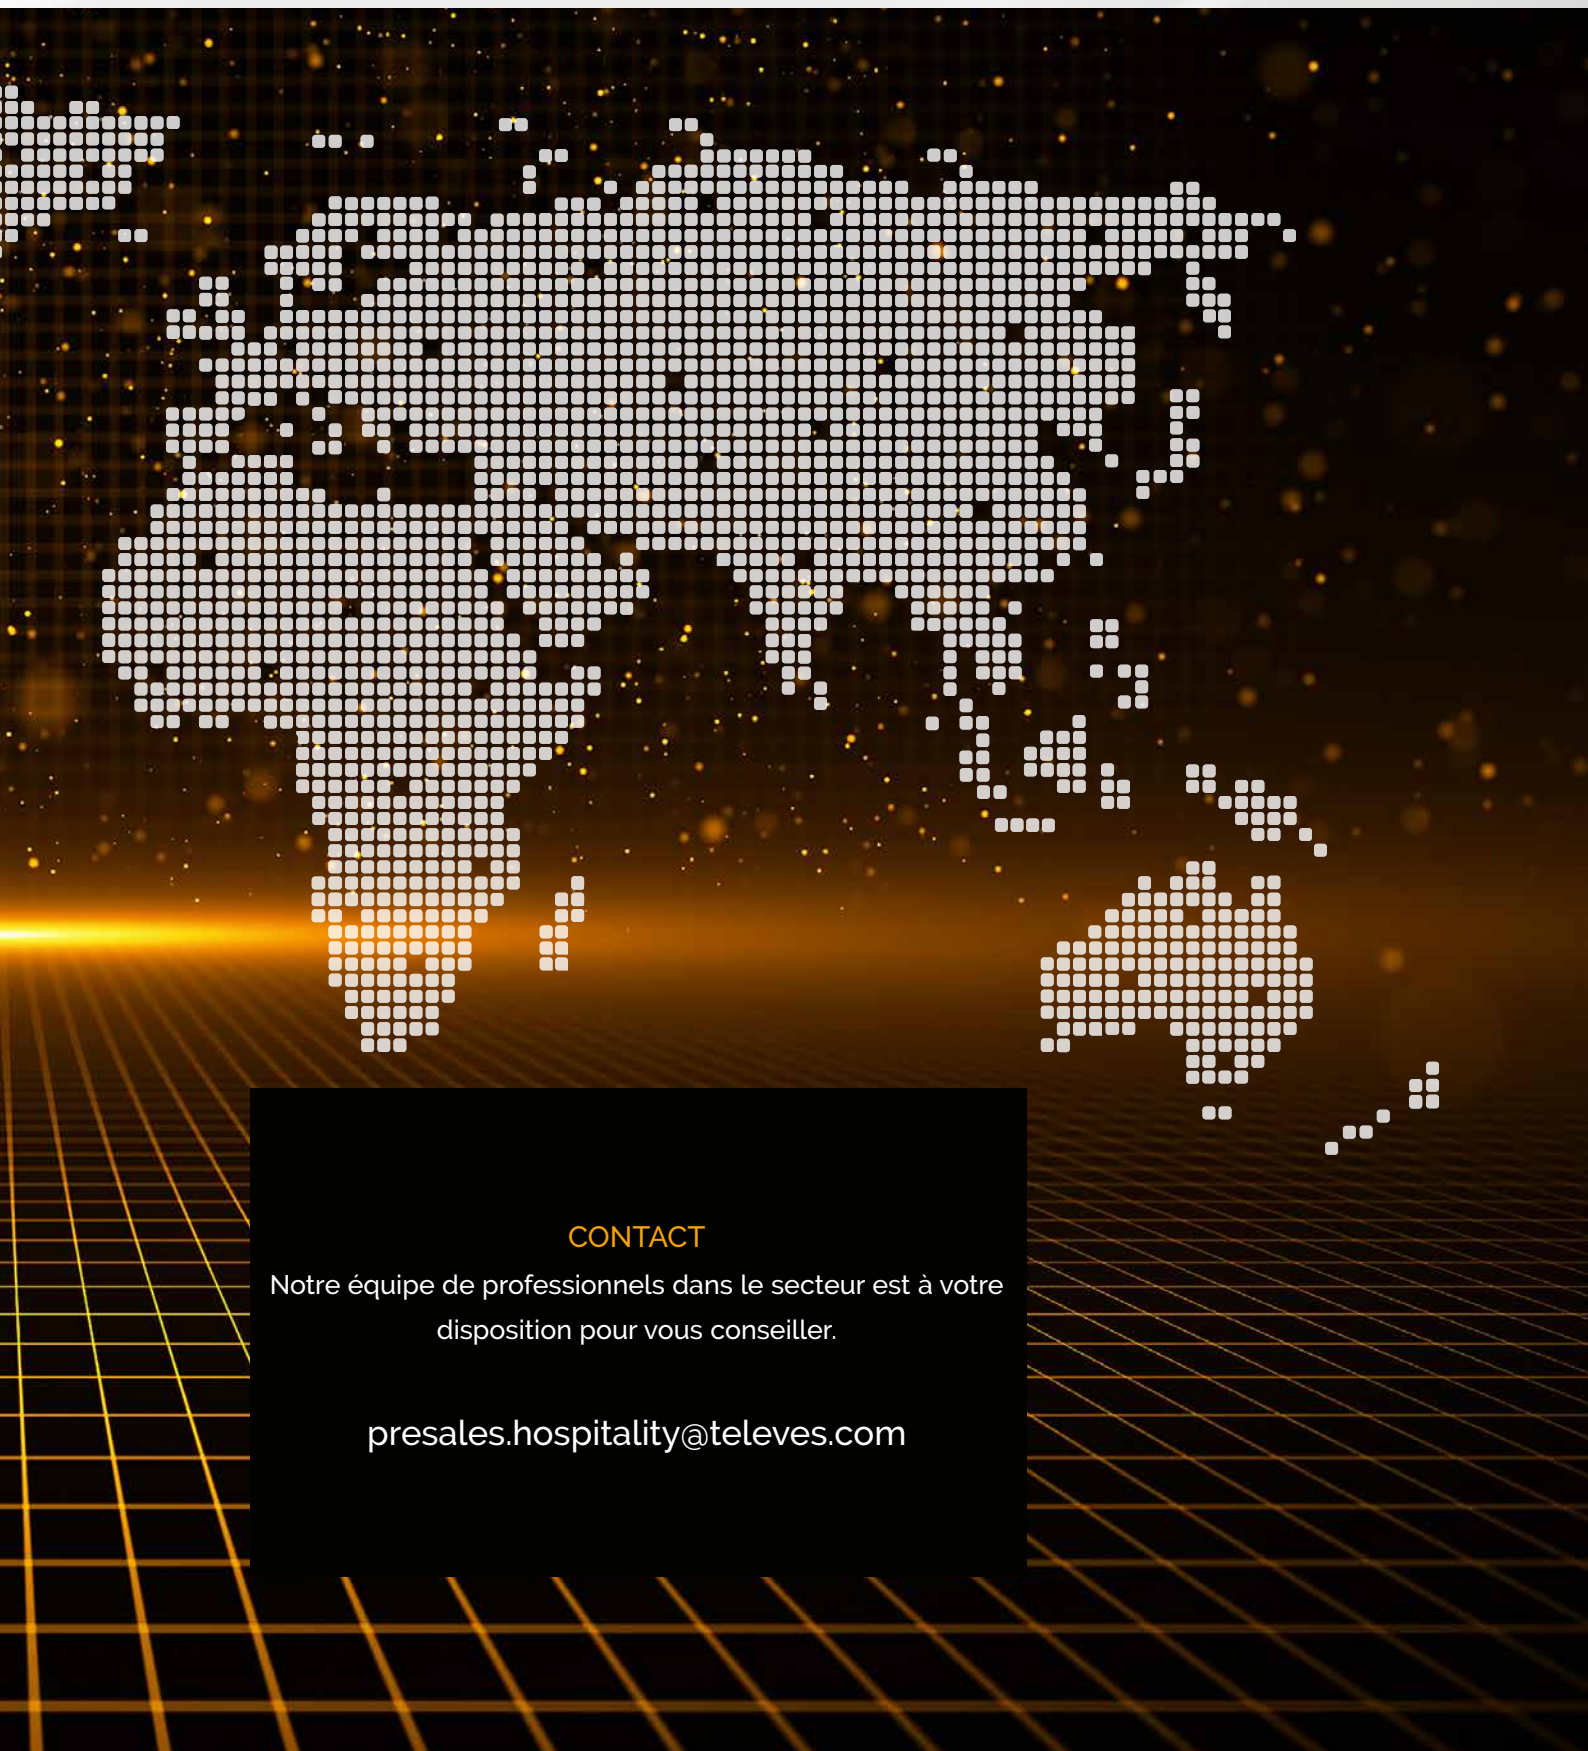 CONTACT
Notre équipe de professionnels dans le secteur est à votre
disposition pour vous conseiller.
presales.hospitality@televes.com